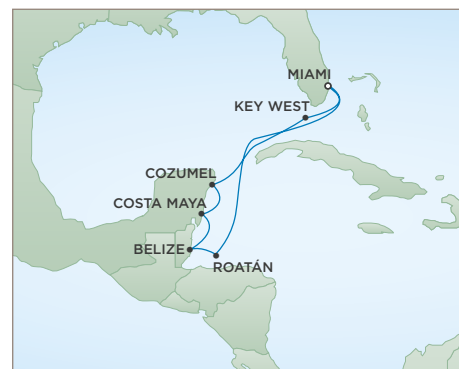 MIAMI
KEY WEST
COZUMEL
COSTA MAYA
BELIZE
ROATÁN